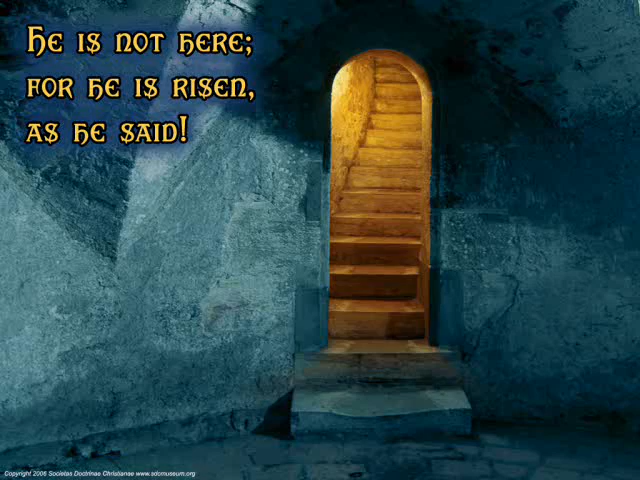 He is not here;
for he is risen,
as he said!
Copyright 2006 Societas Doctrinae Christianae www.sdcmuseum.org